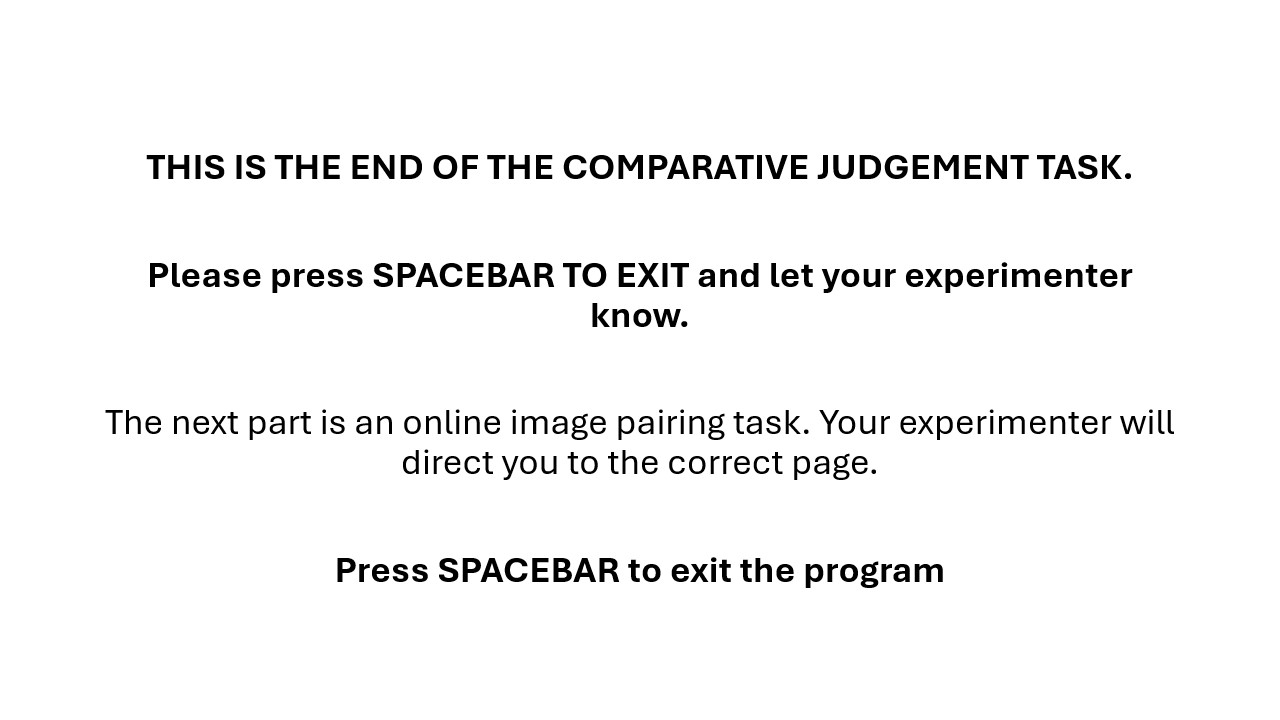 THIS IS THE END OF THE COMPARATIVE JUDGEMENT TASK.
Please press SPACEBAR TO EXIT and let your experimenter
know.
The next part is an online image pairing task. Your experimenter will
direct you to the correct page.
Press SPACEBAR to exit the program